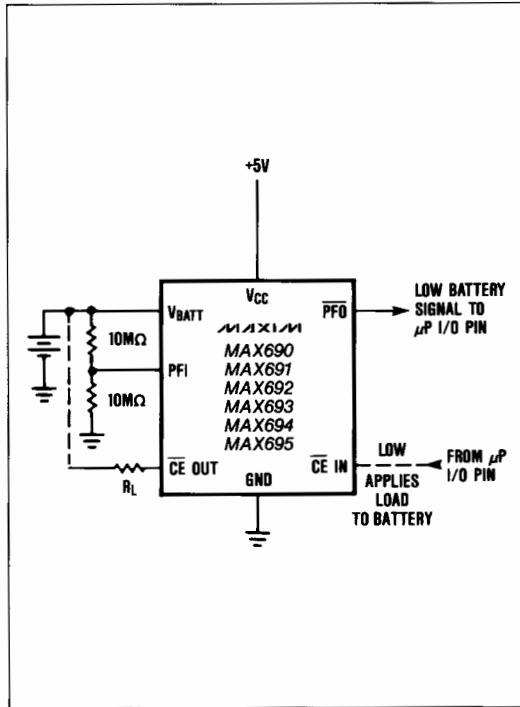 +5V
VCC
VBATT
PFO
LOW BATTERY
SIGNAL TO
µP I/O PIN
MAXIM
10MΩ
PFI
MAX690
MAX691
MAX692
MAX693
MAX694
MAX695
10MΩ
CE OUT
RL
GND
CE IN
LOW
APPLIES
LOAD
TO BATTERY
FROM µP
I/O PIN